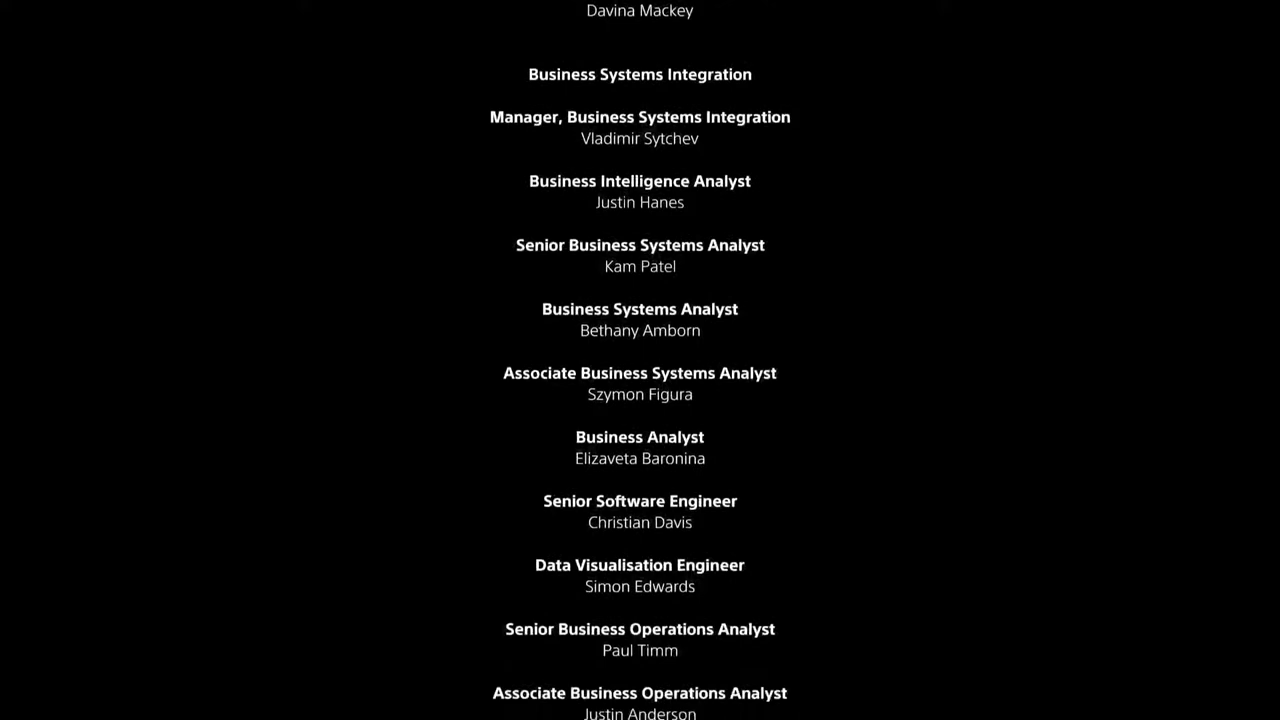 Davina Mackey
Business Systems Integration
Manager, Business Systems Integration
Vladimir Sytchev
Business Intelligence Analyst
Justin Hanes
Senior Business Systems Analyst
Kam Patel
Business Systems Analyst
Bethany Amborn
Associate Business Systems Analyst
Szymon Figura
Business Analyst
Elizaveta Baronina
Senior Software Engineer
Christian Davis
Data Visualisation Engineer
Simon Edwards
Senior Business Operations Analyst
Paul Timm
Associate Business Operations Analyst
Justin Anderson